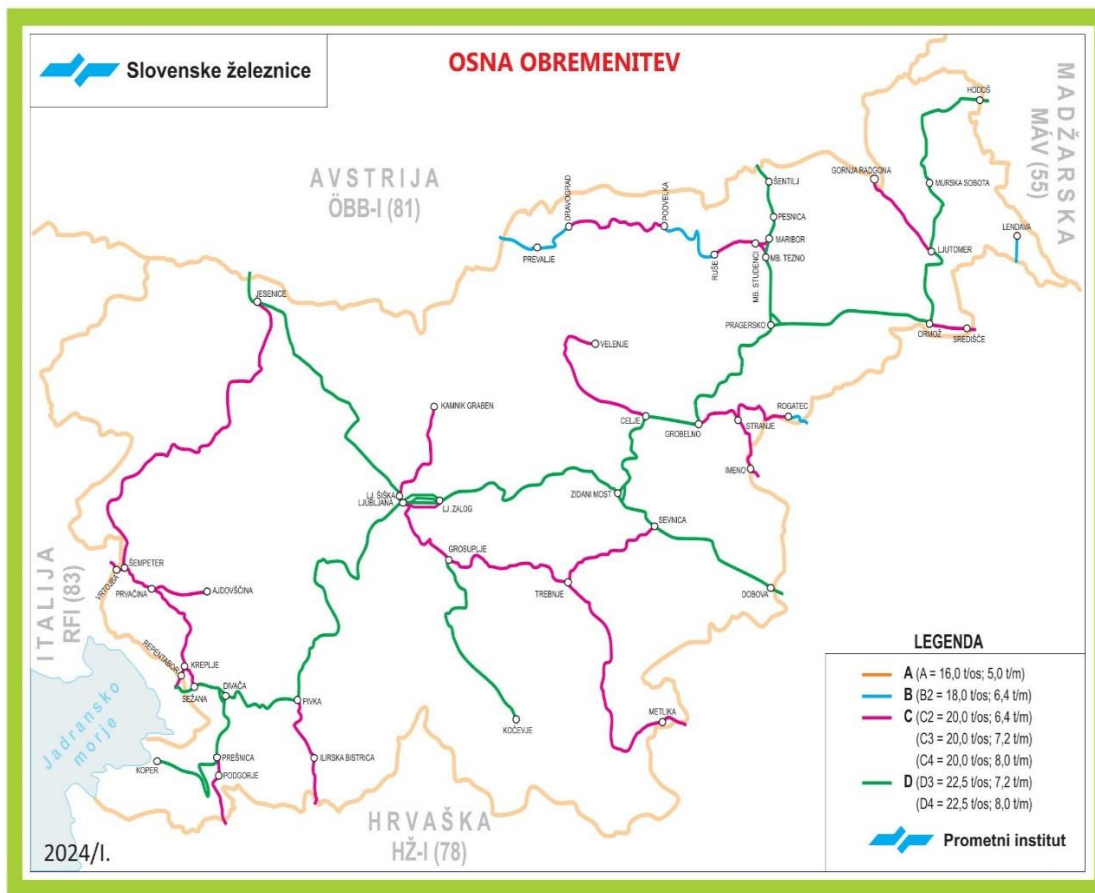 Slovenske železnice
OSNA OBREMENITEV
MADŽARSKA
MÁV (55)
AVSTRIJA
ÖBB-I (81)
HODOŠ
ŠENTILJ
GORNJA RADGONA
MURSKA SOBOTA
DRAVOGRAD
PODVELKA
PESNICA
LENDAVA
PREVALJE
RUŠE
MB. STUDENCI
MARIBOR
MB. TEZNO
LJUTOMER
JESENICE
PRAGERSKO
ORMOŽ
SREDIŠČE
VELENJE
KAMNIK GRABEN
CELJE
GROBELNO
STRANJE
ROGATEC
IMENO
LJ. ŠIŠKA
LJUBLJANA
LJ. ZALOG
ZIDANI MOST
SEVNICA
GROSUPLJE
TREBNJE
DOBOVA
ITALIJA
RFI (83)
VRTOJBA
ŠEMPETER
PRVAČINA
AJDOVŠČINA
REPENTABOR
KREPLJE
SEŽANA
DIVAČA
PIVKA
KOČEVJE
METLIKA
Jadransko
morje
KOPER
PREŠNICA
PODGORJE
ILIRSKA BISTRICA
HRVAŠKA
HŽ-I (78)
2024/I.
LEGENDA
A (A = 16,0 t/os; 5,0 t/m)
B (B2 = 18,0 t/os; 6,4 t/m)
C (C2 = 20,0 t/os; 6,4 t/m)
(C3 = 20,0 t/os; 7,2 t/m)
(C4 = 20,0 t/os; 8,0 t/m)
D (D3 = 22,5 t/os; 7,2 t/m)
(D4 = 22,5 t/os; 8,0 t/m)
Prometni institut